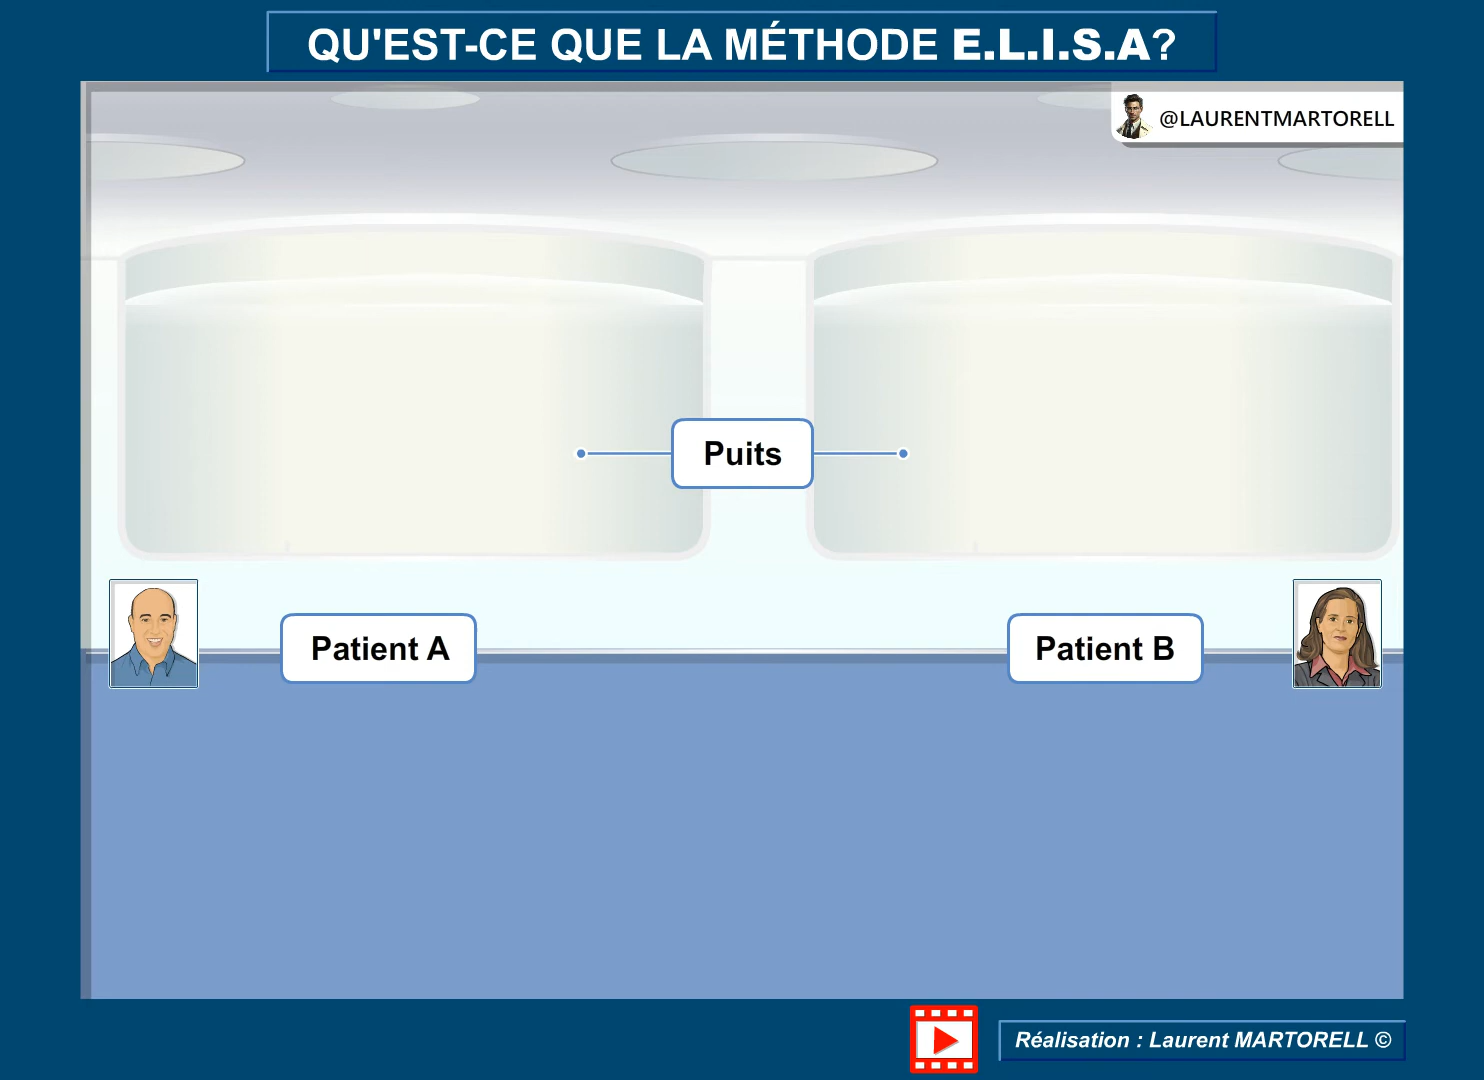 QU'EST-CE QUE LA MÉTHODE E.L.I.S.A?
@LAURENTMARTORELL
Puits
Patient A
Patient B
Réalisation : Laurent MARTORELL ©